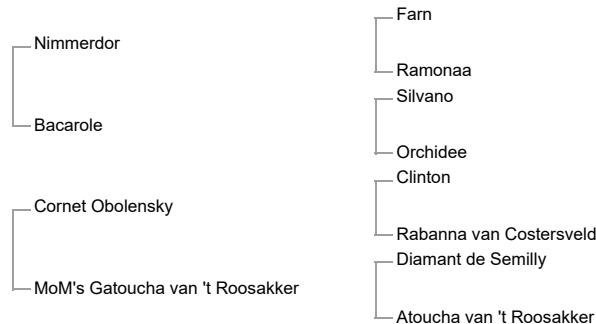 Farn
Nimmerdor
Ramonaa
Silvano
Bacarole
Orchidee
Clinton
Cornet Obolensky
Rabanna van Costersveld
Diamant de Semilly
MoM's Gatoucha van 't Roosakker
Atoucha van 't Roosakker